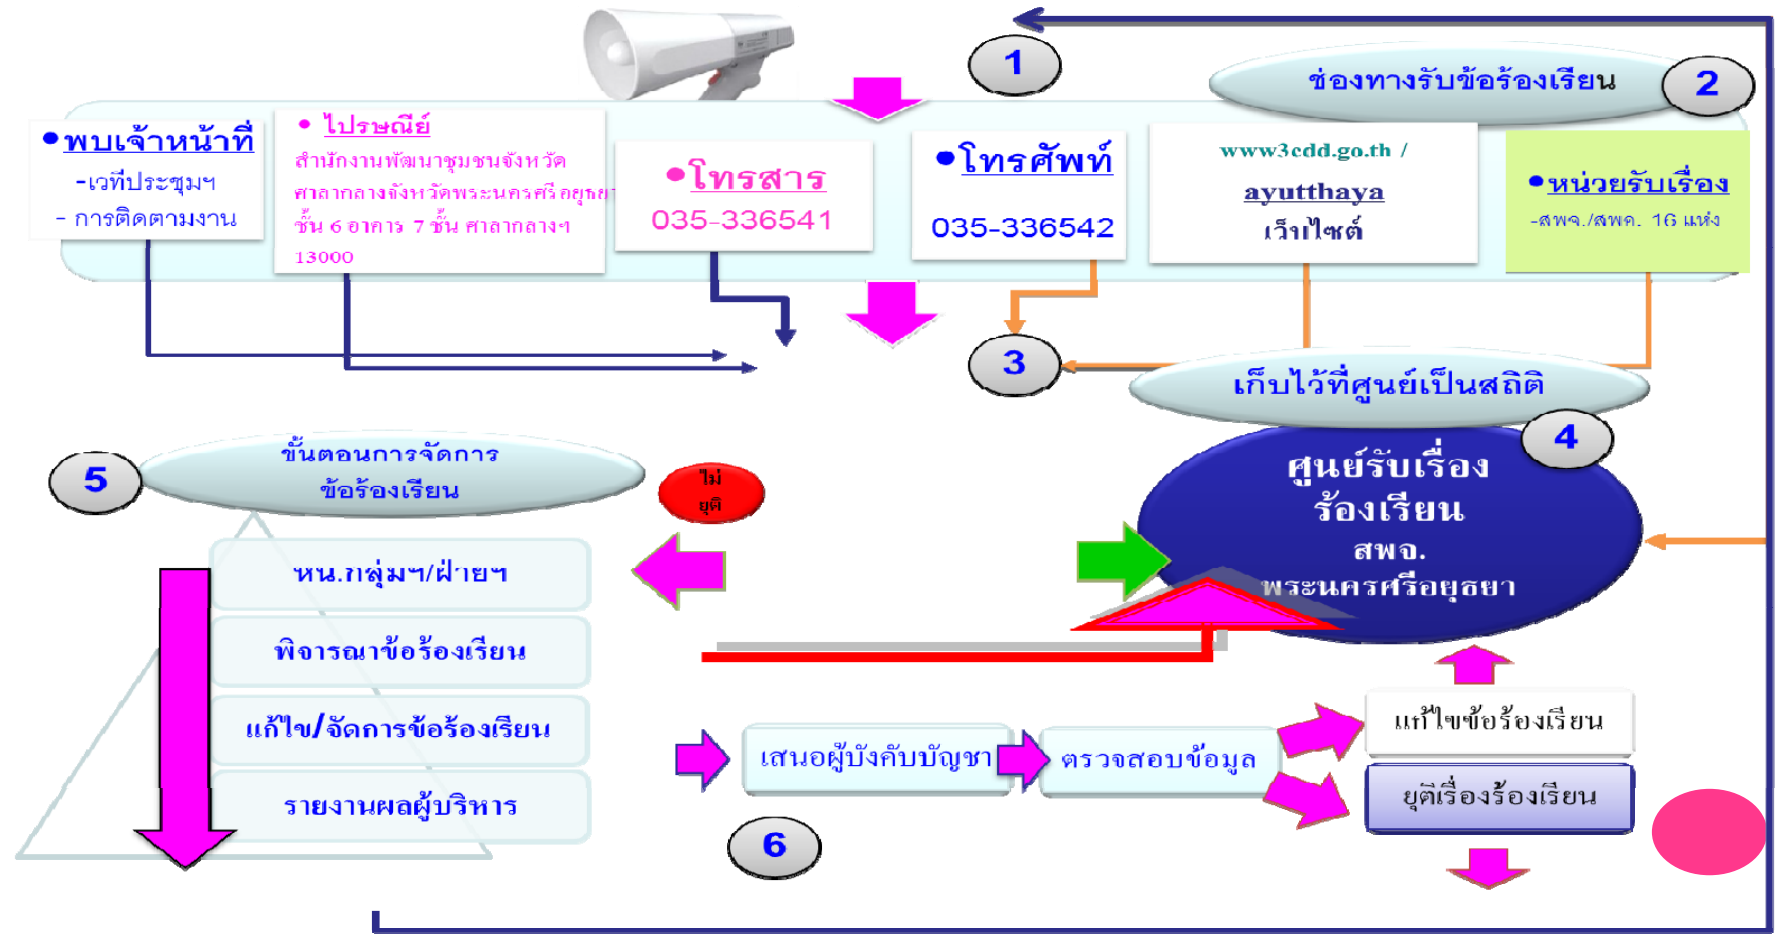 1
ช่องทางรับข้อร้องเรียน
2
•พบเจ้าหน้าที่
-เวทีประชุมฯ
- การติดตามงาน
• ไปรษณีย์
สำนักงานพัฒนาชุมชนจังหวัด
ศาลากลางจังหวัดพระนครศรีอยุธยา
ชั้น 6 อาคาร 7 ชั้น ศาลากลางฯ
13000
•โทรสาร
035-336541
•โทรศัพท์
035-336542
www3cdd.go.th /
ayutthaya
เว็บไซต์
•หน่วยรับเรื่อง
-สพจ./สพอ. 16 แห่ง
3
เก็บไว้ที่ศูนย์เป็นสถิติ
4
ศูนย์รับเรื่อง
ร้องเรียน
สพจ.
พระนครศรีอยุธยา
5
ขั้นตอนการจัดการ
ข้อร้องเรียน
ไม่
ยุติ
หน.กลุ่มฯ/ฝ่ายฯ
พิจารณาข้อร้องเรียน
แก้ไข/จัดการข้อร้องเรียน
รายงานผลผู้บริหาร
เสนอผู้บังคับบัญชา
ตรวจสอบข้อมูล
แก้ไขข้อร้องเรียน
ยุติเรื่องร้องเรียน
6